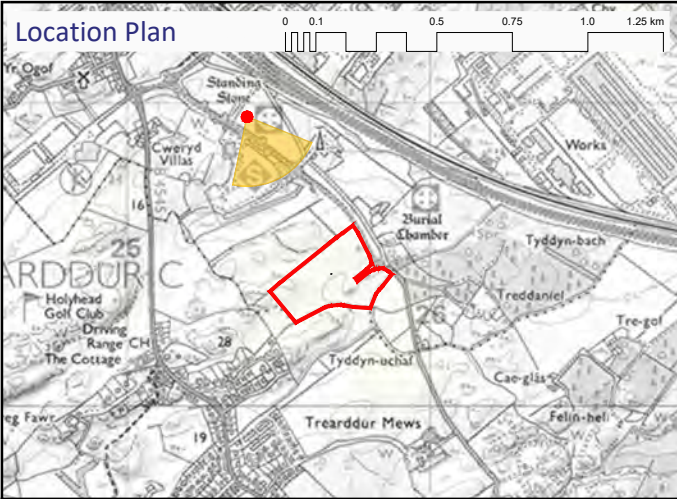 Location Plan
0 0.1 0.5 0.75 1.0 1.25 km
Yr Ogof
Standing
Stone
Cweryd
Villas
Works
16
B 4545
S
Burial
Chamber
25
Tyddyn-bach
ARDDUR C
Treddaniel
Holyhead
Golf Club
26
Driving
Range CH
28
Tre-gof
The Cottage
Tyddyn-uchaf
Cae-glâs
eg Fawr
19
Trearddur Mews
Felin-heli
W